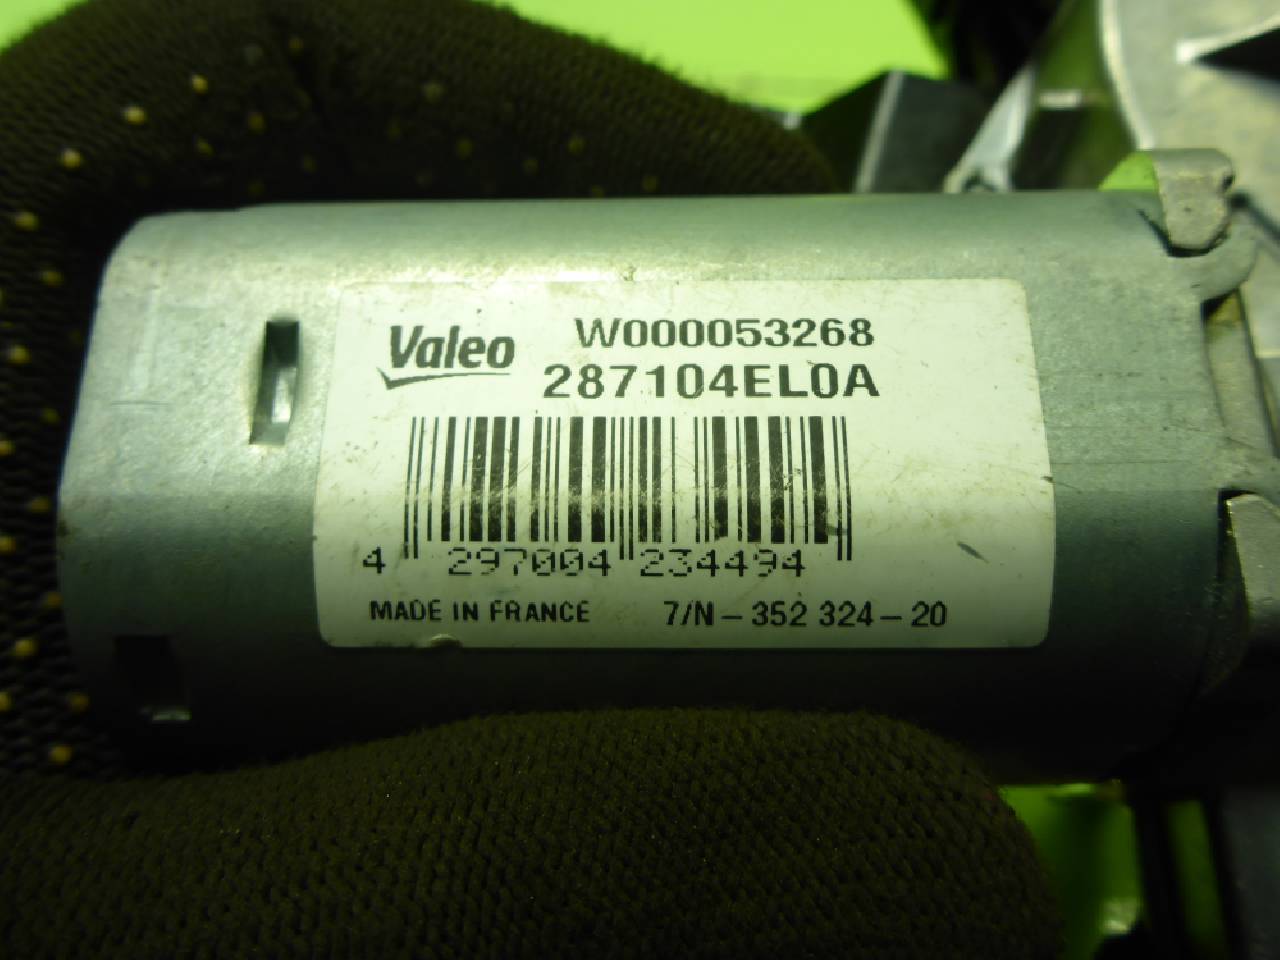 Valeo
W000053268
287104EL0A
4 297004 234494
MADE IN FRANCE 7/N-352 324-20